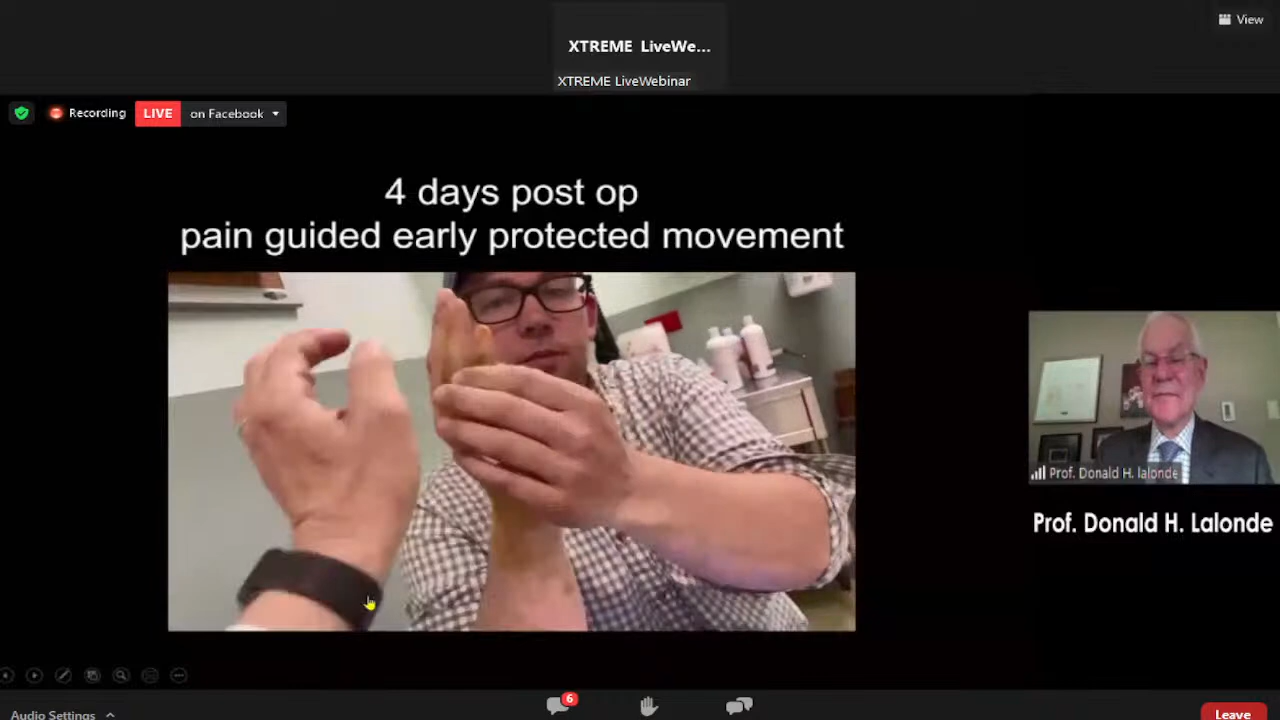 View
XTREME LiveWe...
XTREME LiveWebinar
Recording
LIVE
on Facebook
4 days post op
pain guided early protected movement
Prof. Donald H. lalonde
Prof. Donald H. Lalonde
6
Audio Settings
Leave